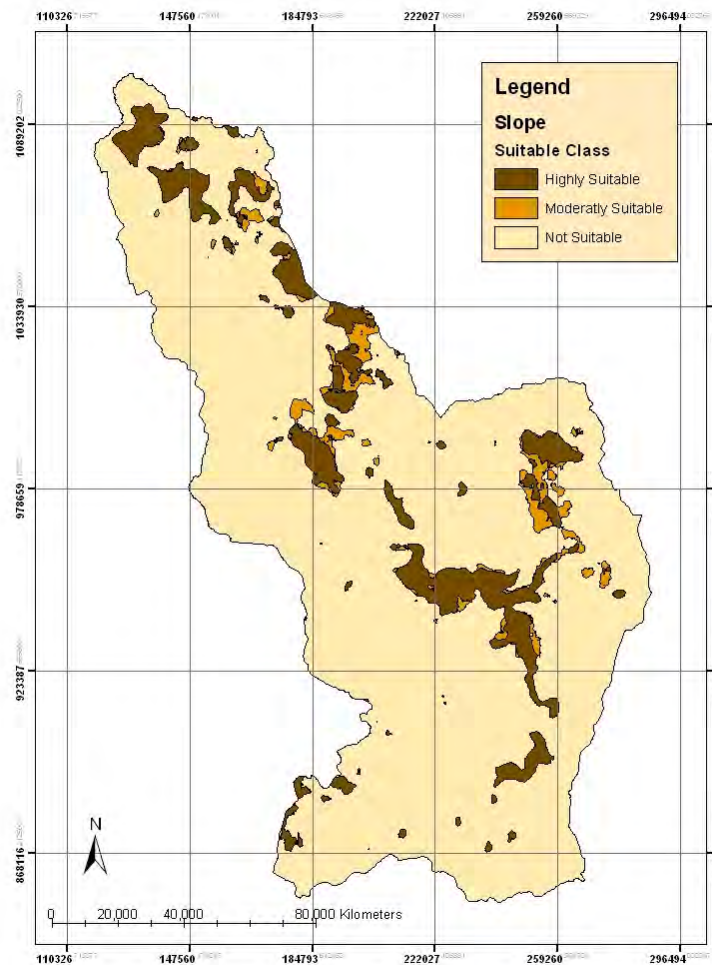 110326 147560 184793 222027 259260 296494
Legend
Slope
Suitable Class
Highly Suitable
Moderatly Suitable
Not Suitable
1089202
1033930
978659
923387
868116
N
0 20,000 40,000 80,000 Kilometers
110326 147560 184793 222027 259260 296494